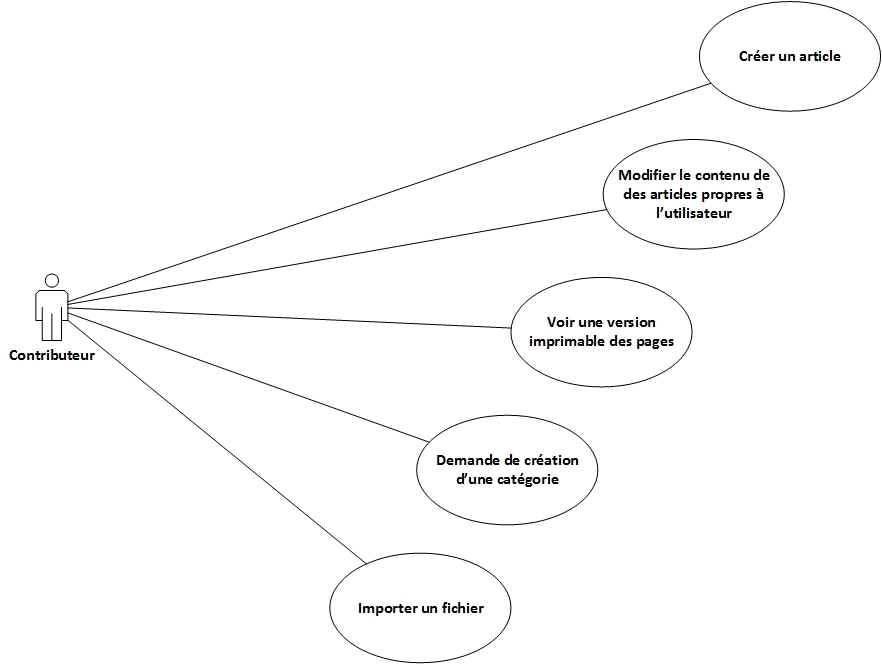 Créer un article
Modifier le contenu de
des articles propres à
l’utilisateur
Voir une version
imprimable des pages
Contributeur
Demande de création
d’une catégorie
Importer un fichier